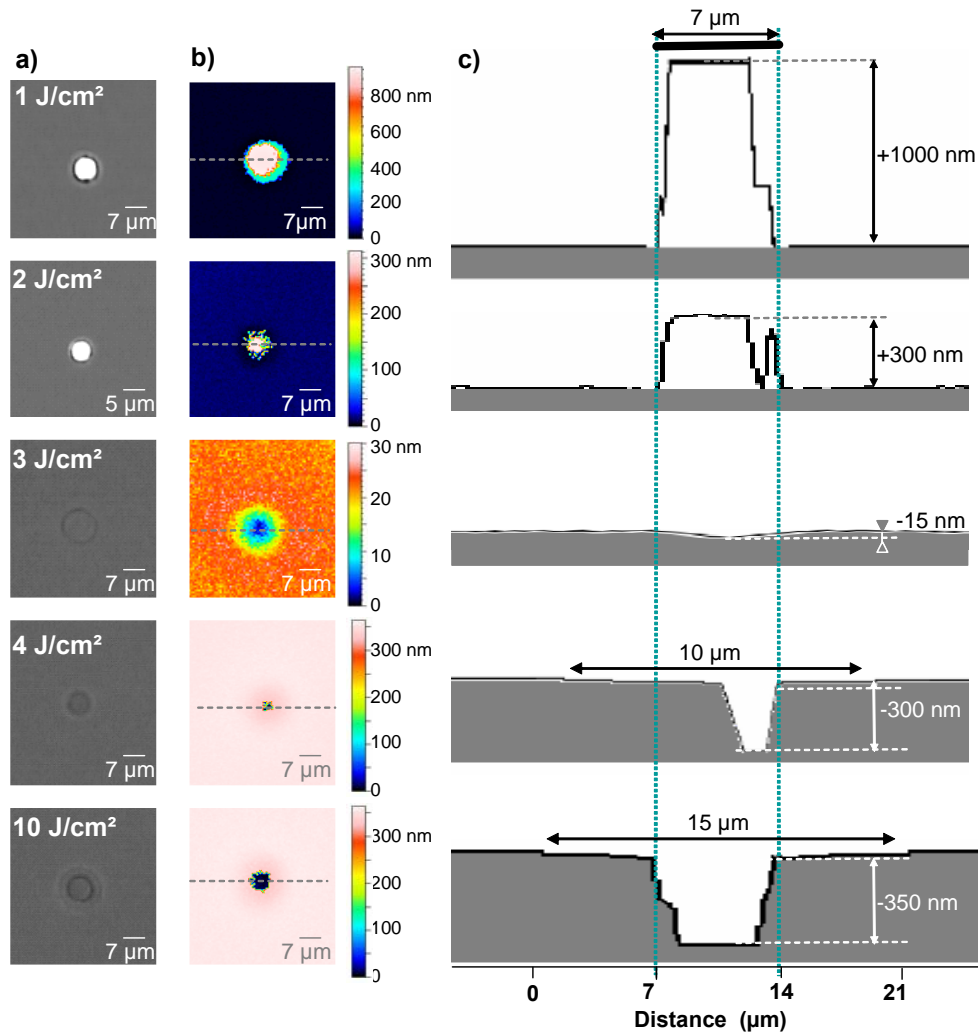 a)
b)
c)
7 µm
1 J/cm²
7 µm
7µm
800 nm
600
400
200
0
+1000 nm
2 J/cm²
5 µm
7 µm
300 nm
200
100
0
+300 nm
3 J/cm²
7 µm
7 µm
30 nm
20
10
0
-15 nm
4 J/cm²
7 µm
7 µm
300 nm
200
100
0
10 µm
-300 nm
10 J/cm²
7 µm
7 µm
300 nm
200
100
0
15 µm
-350 nm
0 7 14 21
Distance (µm)